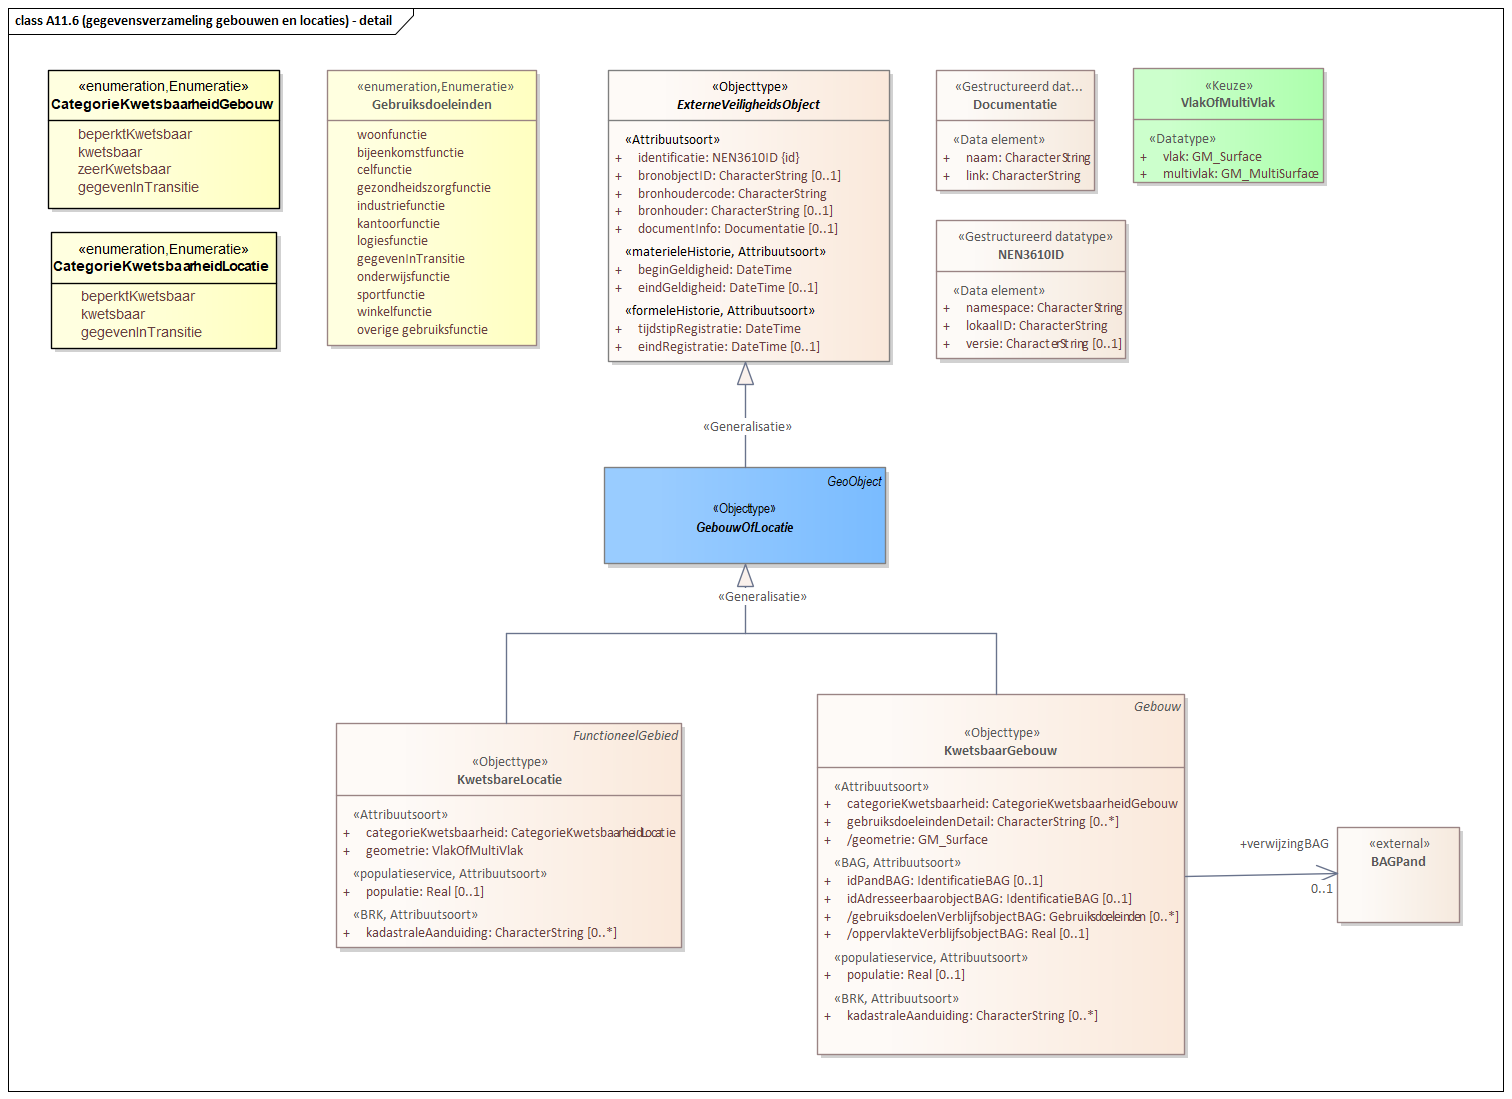 class A11.6 (gegevensverzameling gebouwen en locaties) - detail
«enumeration,Enumeratie»
CategorieKwetsbaarheidGebouw
beperktKwetsbaar
kwetsbaar
zeerKwetsbaar
gegevenInTransitie
«enumeration,Enumeratie»
CategorieKwetsbaarheidLocatie
beperktKwetsbaar
kwetsbaar
gegevenInTransitie
«enumeration,Enumeratie»
Gebruiksdoeleinden
woonfunctie
bijeenkomstfunctie
celfunctie
gezondheidszorgfunctie
industriefunctie
kantoorfunctie
logiesfunctie
gegevenInTransitie
onderwijsfunctie
sportfunctie
winkelfunctie
overige gebruiksfunctie
«Objecttype»
ExterneVeiligheidsObject
«Attribuutsoort»
+ identificatie: NEN3610ID {id}
+ bronobjectID: CharacterString [0..1]
+ bronhoudercode: CharacterString
+ bronhouder: CharacterString [0..1]
+ documentInfo: Documentatie [0..1]
«materieleHistorie, Attribuutsoort»
+ beginGeldigheid: DateTime
+ eindGeldigheid: DateTime [0..1]
«formeleHistorie, Attribuutsoort»
+ tijdstipRegistratie: DateTime
+ eindRegistratie: DateTime [0..1]
«Gestructureerd dat...
Documentatie
«Data element»
+ naam: CharacterString
+ link: CharacterString
«Keuze»
VlakOfMultiVlak
«Datatype»
+ vlak: GM_Surface
+ multivlak: GM_MultiSurface
«Gestructureerd datatype»
NEN3610ID
«Data element»
+ namespace: CharacterString
+ lokaalID: CharacterString
+ versie: CharacterString [0..1]
«Generalisatie»
GeoObject
«Objecttype»
GebouwOfLocatie
«Generalisatie»
FunctioneelGebied
«Objecttype»
KwetsbareLocatie
«Attribuutsoort»
+ categorieKwetsbaarheid: CategorieKwetsbaarheidLocatie
+ geometrie: VlakOfMultiVlak
«populatieservice, Attribuutsoort»
+ populatie: Real [0..1]
«BRK, Attribuutsoort»
+ kadastraleAanduiding: CharacterString [0..*]
Gebouw
«Objecttype»
KwetsbaarGebouw
«Attribuutsoort»
+ categorieKwetsbaarheid: CategorieKwetsbaarheidGebouw
+ gebruiksdoeleindenDetail: CharacterString [0..*]
+ /geometrie: GM_Surface
«BAG, Attribuutsoort»
+ idPandBAG: IdentificatieBAG [0..1]
+ idAdresseerbaarobjectBAG: IdentificatieBAG [0..1]
+ /gebruiksdoelenVerblijfsobjectBAG: Gebruiksdoeleinden [0..*]
+ /oppervlakteVerblijfsobjectBAG: Real [0..1]
«populatieservice, Attribuutsoort»
+ populatie: Real [0..1]
«BRK, Attribuutsoort»
+ kadastraleAanduiding: CharacterString [0..*]
+verwijzingBAG
0..1
«external»
BAGPand